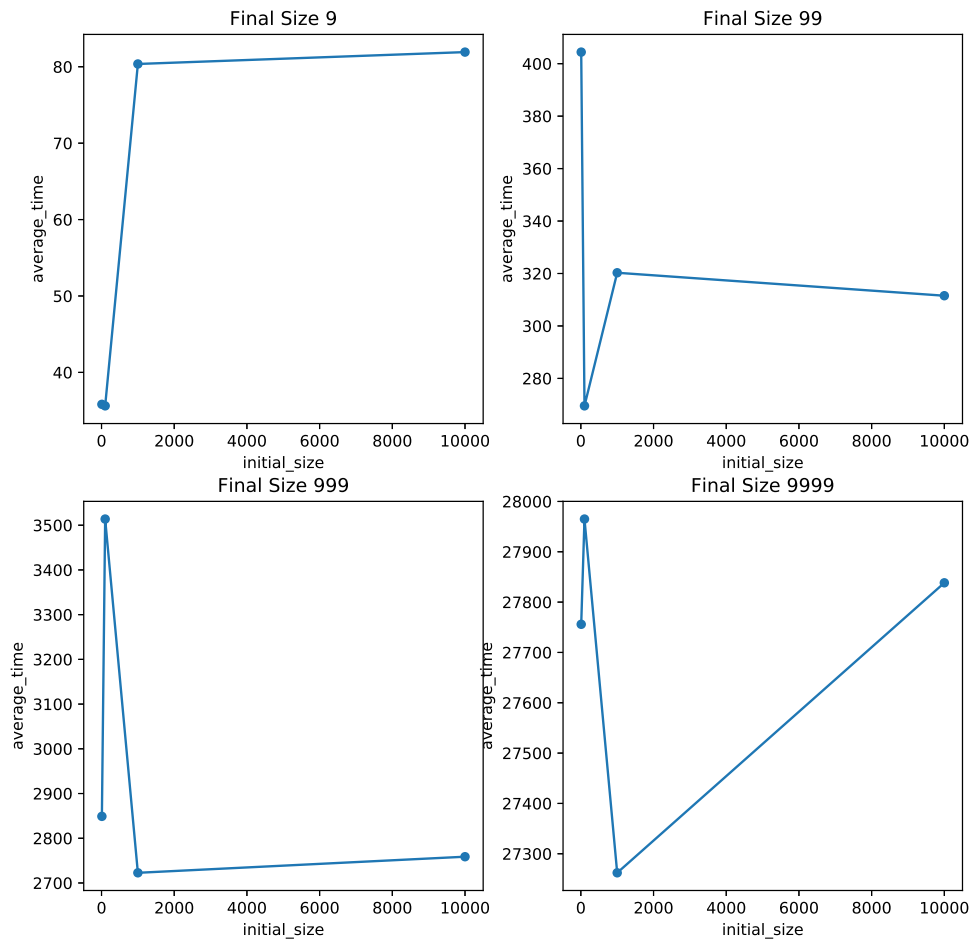 Final Size 9
80
70
60
50
40
average_time
0 2000 4000 6000 8000 10000
initial_size
Final Size 99
400
380
360
340
320
300
280
average_time
0 2000 4000 6000 8000 10000
initial_size
Final Size 999
3500
3400
3300
3200
3100
3000
2900
2800
2700
average_time
0 2000 4000 6000 8000 10000
initial_size
Final Size 9999
28000
27900
27800
27700
27600
27500
27400
27300
average_time
0 2000 4000 6000 8000 10000
initial_size